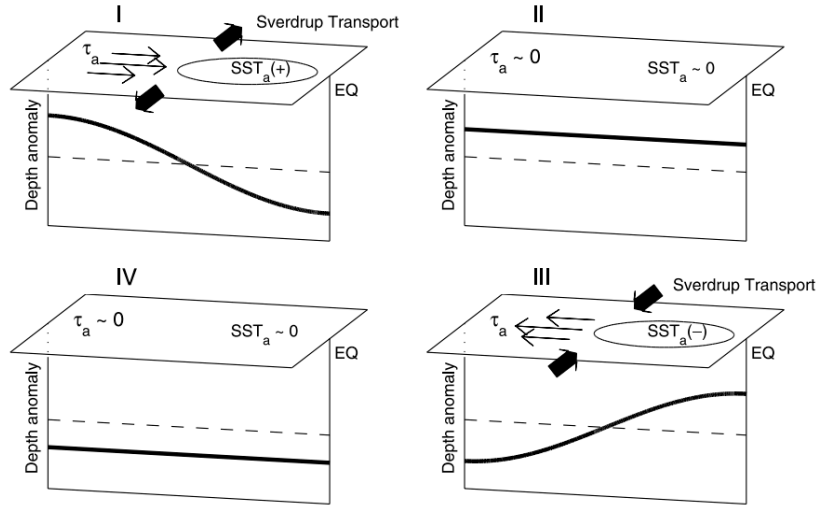 I
Sverdrup Transport
τₐ
SSTₐ(+)
EQ
Depth anomaly
II
τₐ ~ 0
SSTₐ ~ 0
EQ
Depth anomaly
IV
τₐ ~ 0
SSTₐ ~ 0
EQ
Depth anomaly
III
Sverdrup Transport
τₐ
SSTₐ(−)
EQ
Depth anomaly